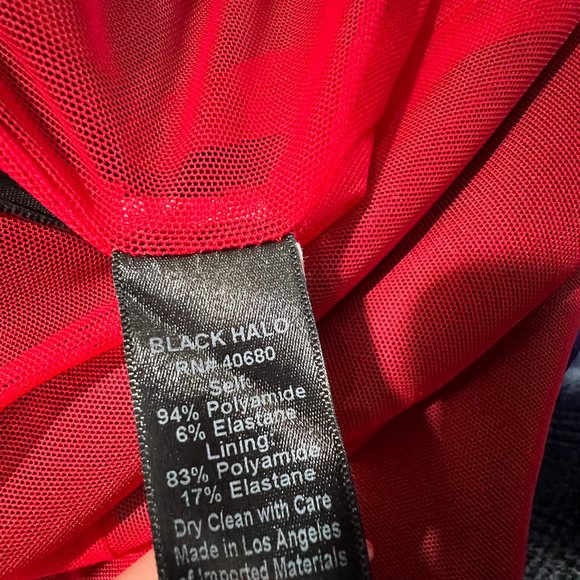 BLACK HALO
RN# 40680
Self:
94% Polyamide
6% Elastane
Lining:
83% Polyamide
17% Elastane
Dry Clean with Care
Made in Los Angeles
of Imported Materials